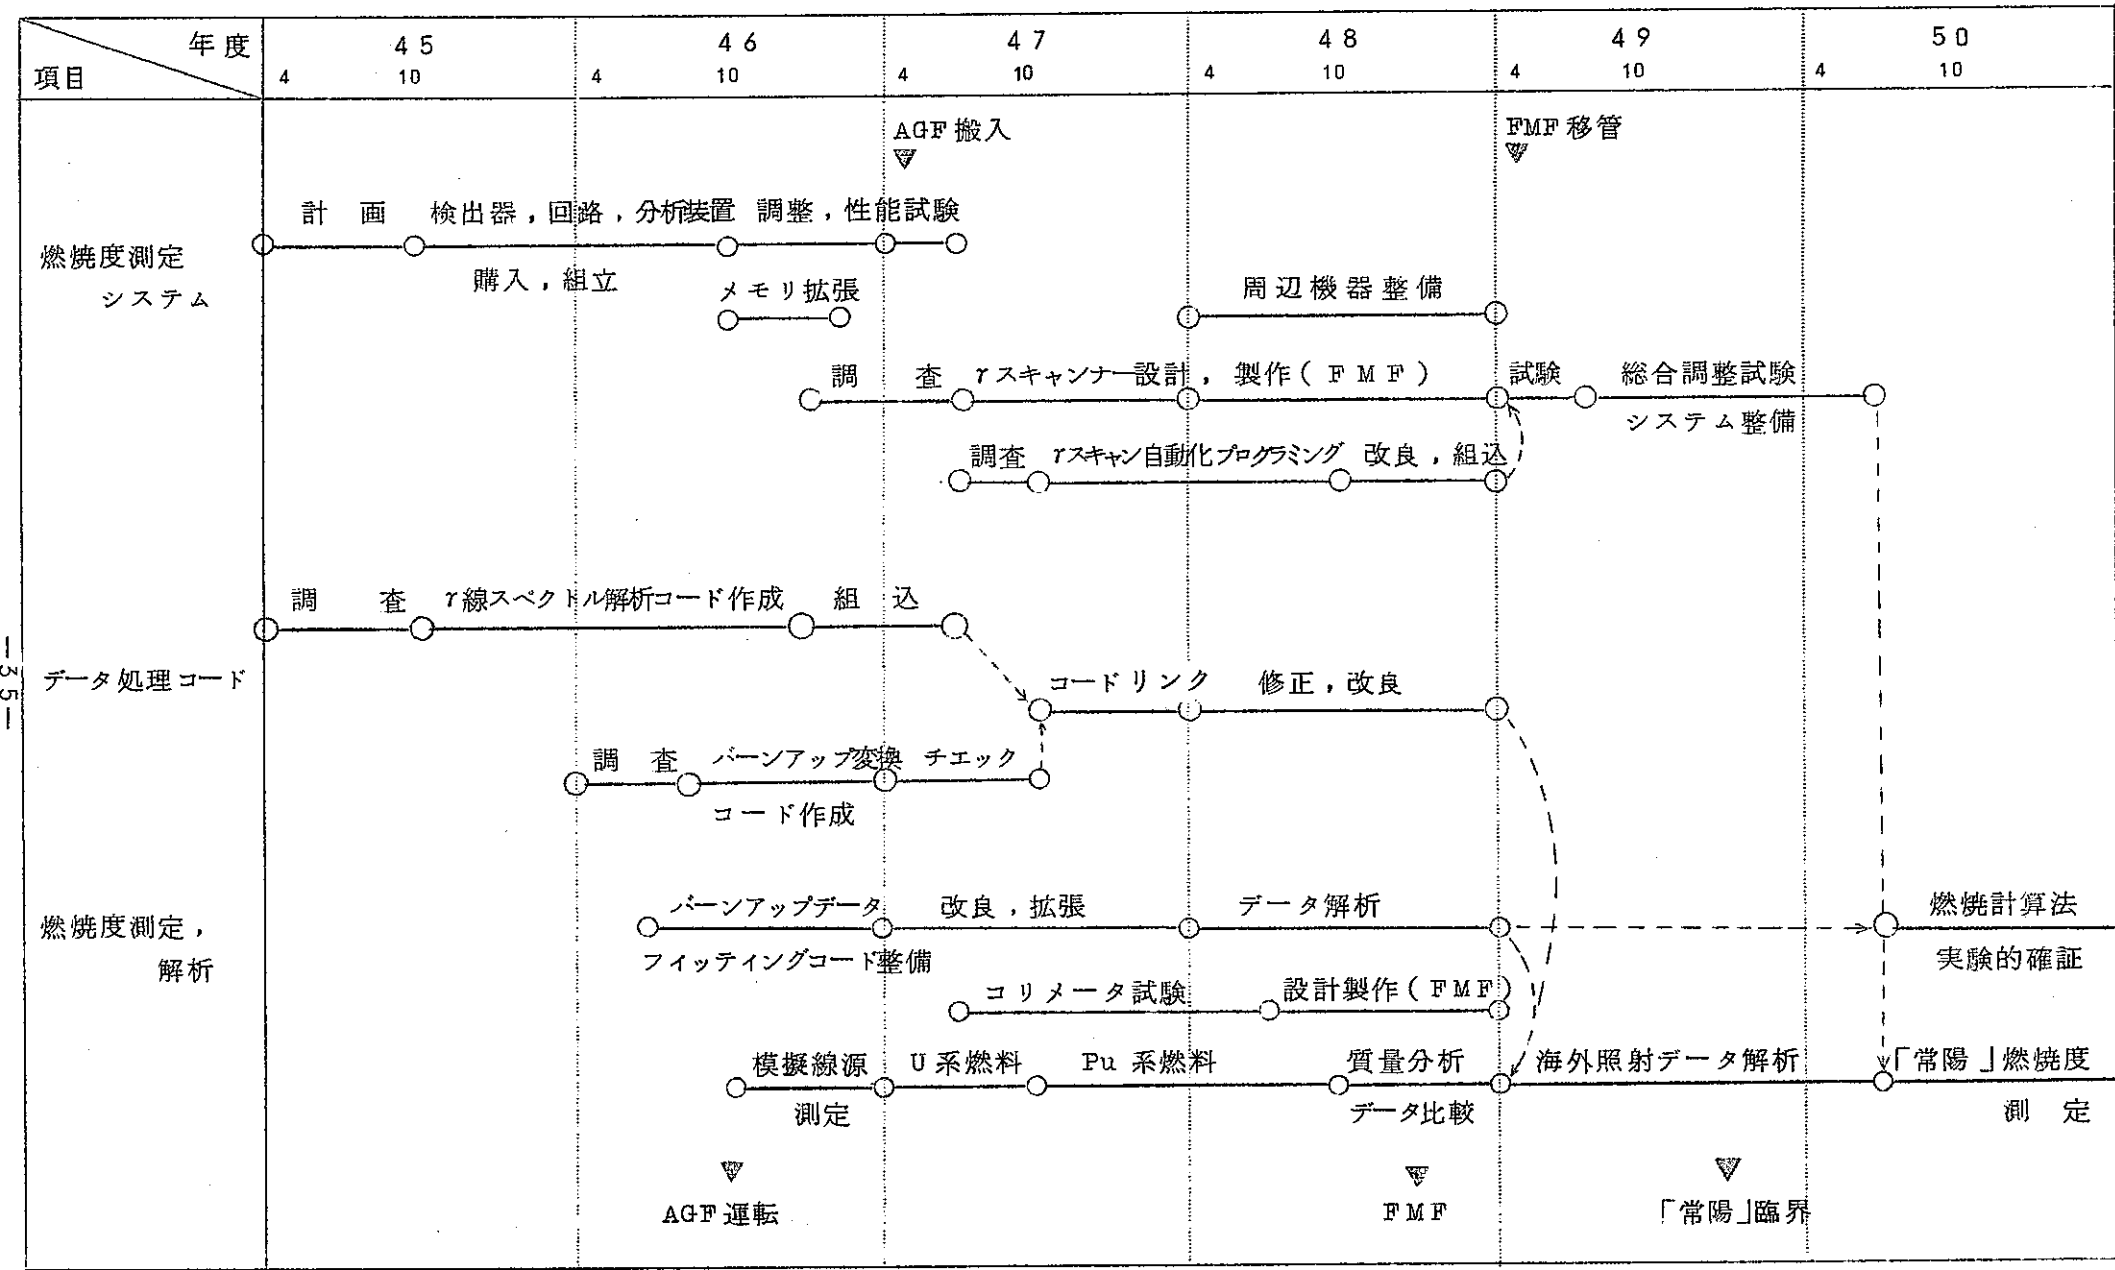 年度 45 46 47 48 49 50
項目 4 10 4 10 4 10 4 10 4 10 4 10
AGF搬入 FMF移管
計画 検出器，回路，分析装置 調整，性能試験
燃焼度測定
システム
購入，組立
メモリ拡張
周辺機器整備
調査 γスキャンナー設計，製作(FMF) 試験 総合調整試験
システム整備
調査 γスキャン自動化プログラミング 改良，組込
調査 γ線スペクトル解析コード作成 組込
データ処理コード
コードリンク 修正，改良
調査 バーンアップ変換 チエック
コード作成
バーンアップデータ 改良，拡張 データ解析 燃焼計算法
燃焼度測定，
解析
フィッティングコード整備 実験的確証
コリメータ試験 設計製作(FMF)
模擬線源 U系燃料 Pu系燃料 質量分析 海外照射データ解析 「常陽」燃焼度
測定 データ比較 測定
AGF運転 FMF 「常陽」臨界
—35—